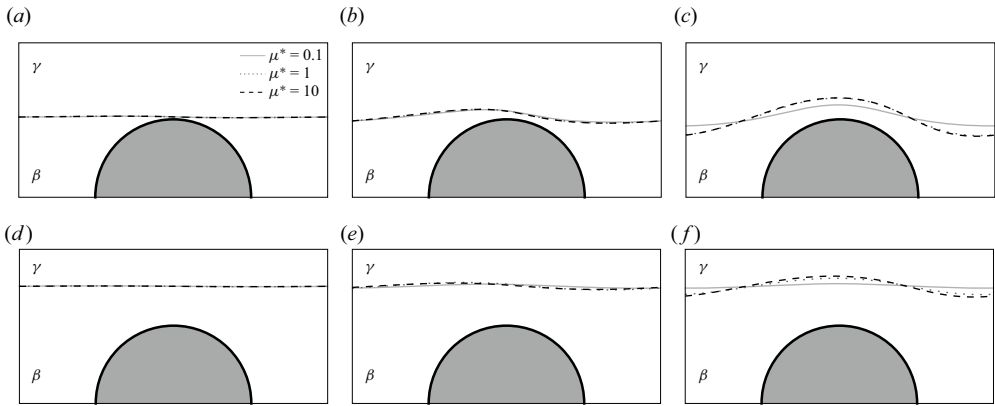 (a)
(b)
(c)
γ
μ* = 0.1
μ* = 1
μ* = 10
β
γ
β
γ
β
(d)
(e)
(f)
γ
β
γ
β
γ
β